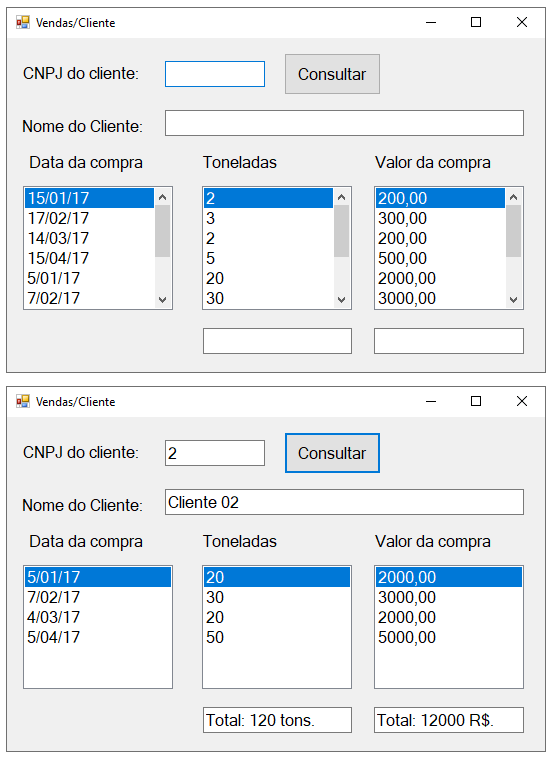 Vendas/Cliente
CNPJ do cliente:
Consultar
Nome do Cliente:
Data da compra Toneladas Valor da compra
15/01/17 2 200,00
17/02/17 3 300,00
14/03/17 2 200,00
15/04/17 5 500,00
5/01/17 20 2000,00
7/02/17 30 3000,00
Vendas/Cliente
CNPJ do cliente: 2 Consultar
Nome do Cliente: Cliente 02
Data da compra Toneladas Valor da compra
5/01/17 20 2000,00
7/02/17 30 3000,00
4/03/17 20 2000,00
5/04/17 50 5000,00
Total: 120 tons. Total: 12000 R$.